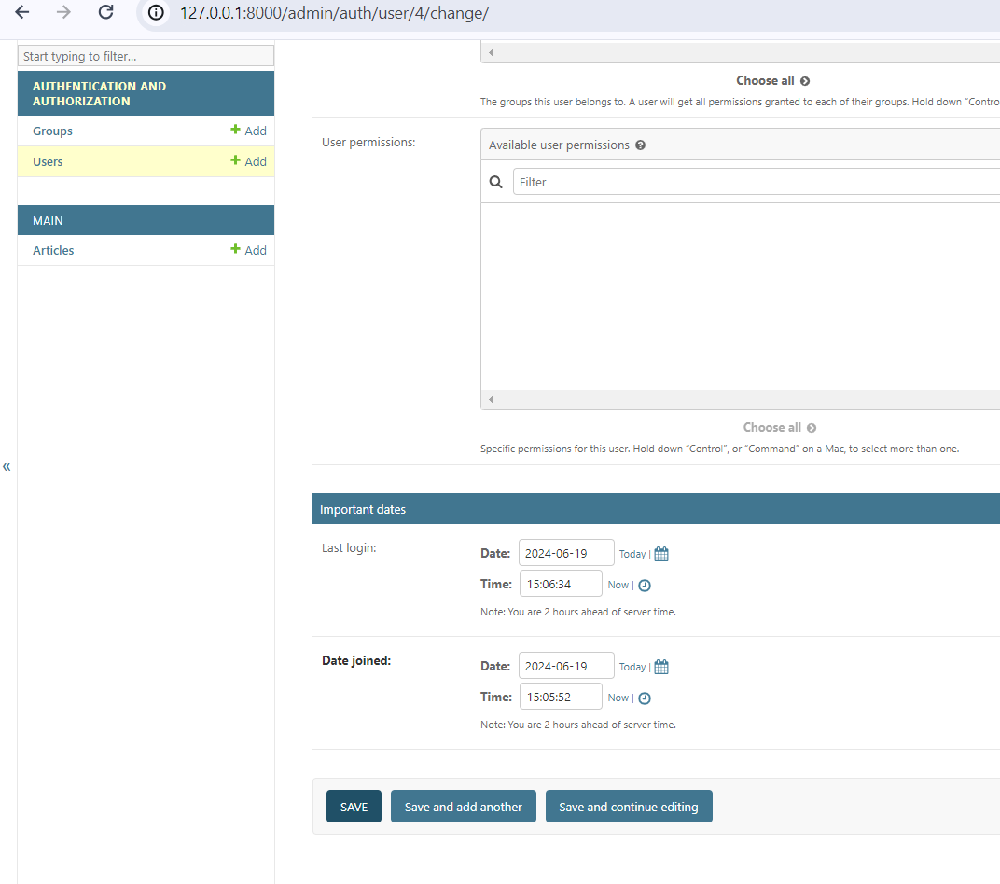 127.0.0.1:8000/admin/auth/user/4/change/
Start typing to filter...
AUTHENTICATION AND
AUTHORIZATION
Groups
Add
Users
Add
MAIN
Articles
Add
«
Choose all
The groups this user belongs to. A user will get all permissions granted to each of their groups. Hold down “Contro
User permissions:
Available user permissions
Filter
Choose all
Specific permissions for this user. Hold down “Control”, or “Command” on a Mac, to select more than one.
Important dates
Last login:
Date: 2024-06-19 Today |
Time: 15:06:34 Now |
Note: You are 2 hours ahead of server time.
Date joined:
Date: 2024-06-19 Today |
Time: 15:05:52 Now |
Note: You are 2 hours ahead of server time.
SAVE
Save and add another
Save and continue editing